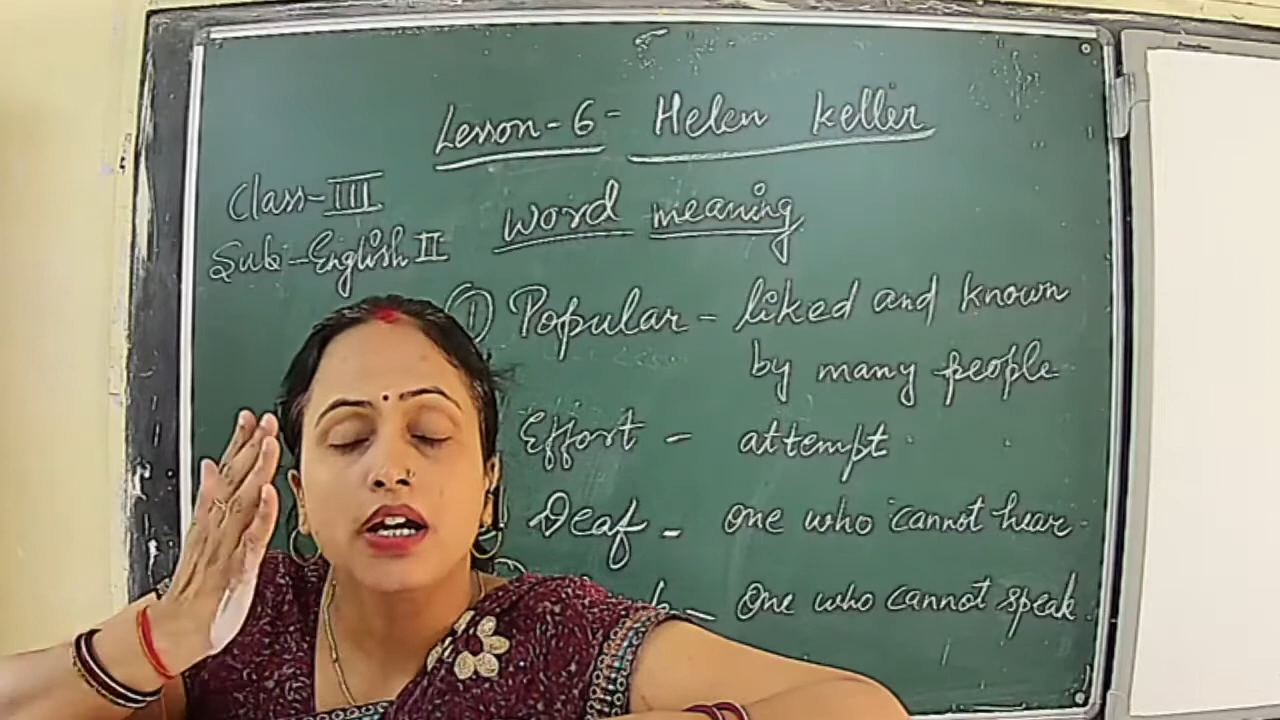 Lesson-6- Helen Keller
Class-III
word meaning
Sub-English II
① Popular - liked and known
by many people
Effort - attempt
Deaf - One who cannot hear.
- One who cannot speak.